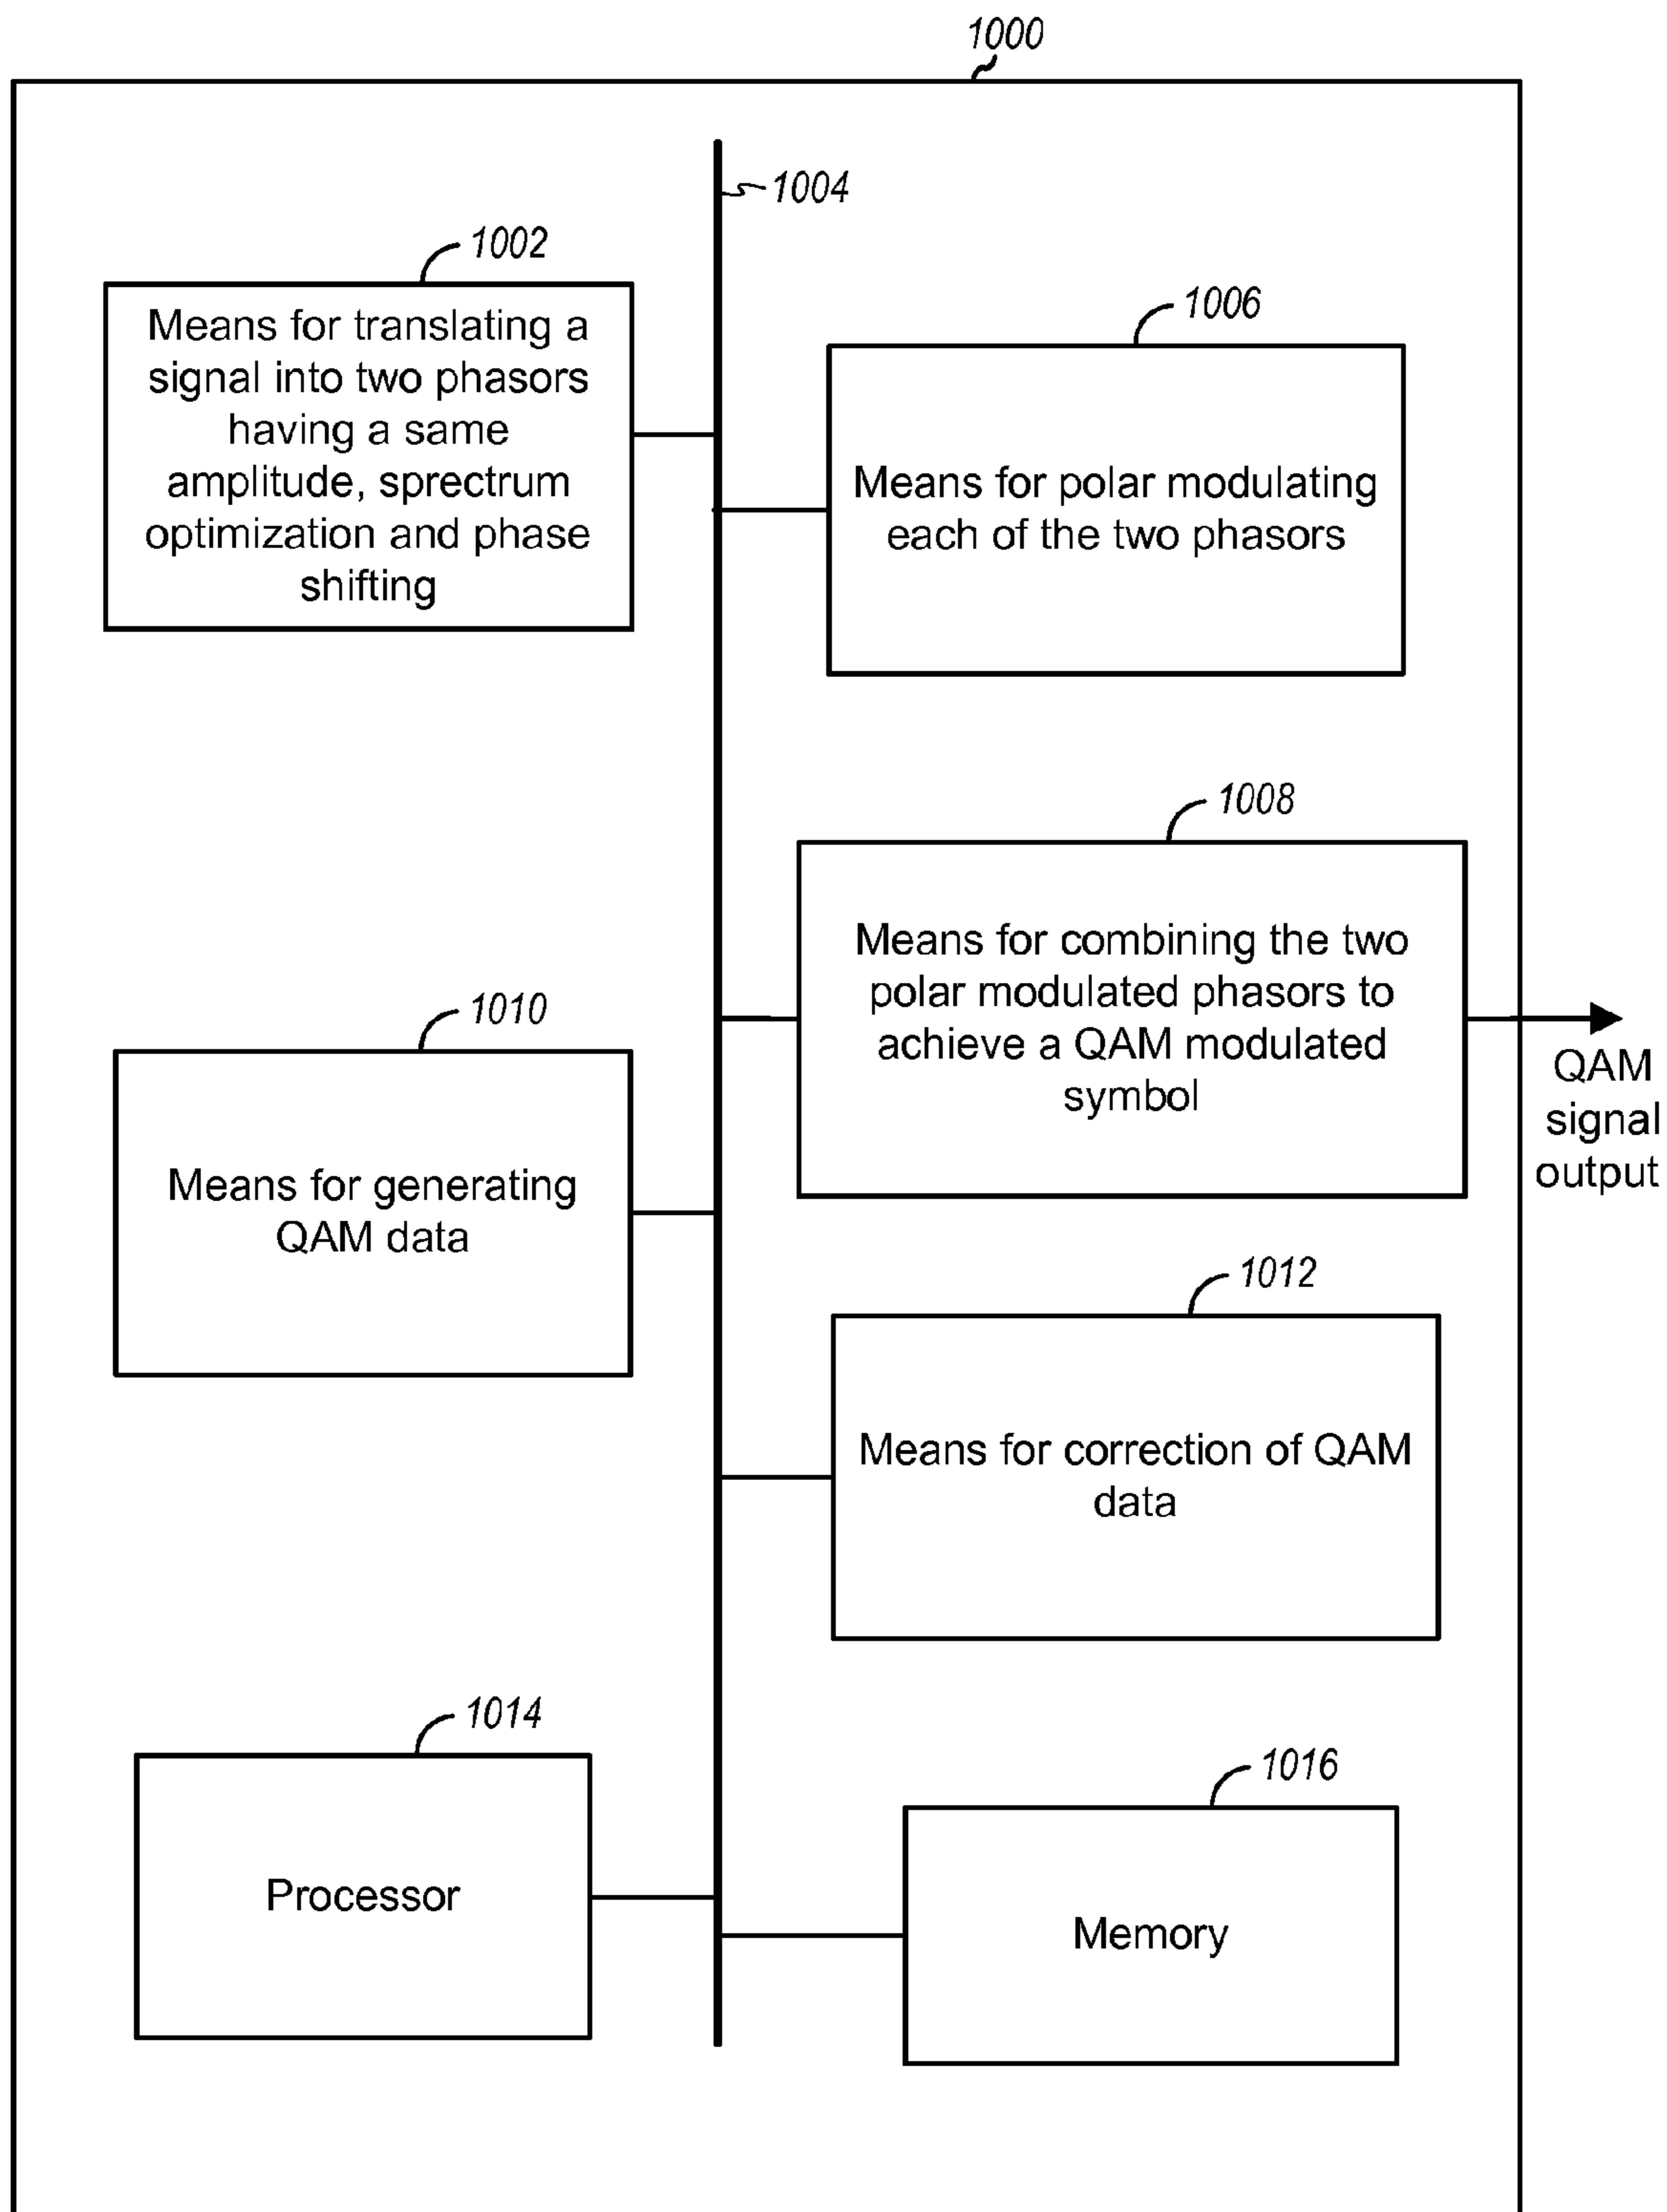 1000
1004
1002
Means for translating a
signal into two phasors
having a same
amplitude, sprectrum
optimization and phase
shifting
1006
Means for polar modulating
each of the two phasors
1008
Means for combining the two
polar modulated phasors to
achieve a QAM modulated
symbol
QAM
signal
output
1010
Means for generating
QAM data
1012
Means for correction of QAM
data
1014
Processor
1016
Memory